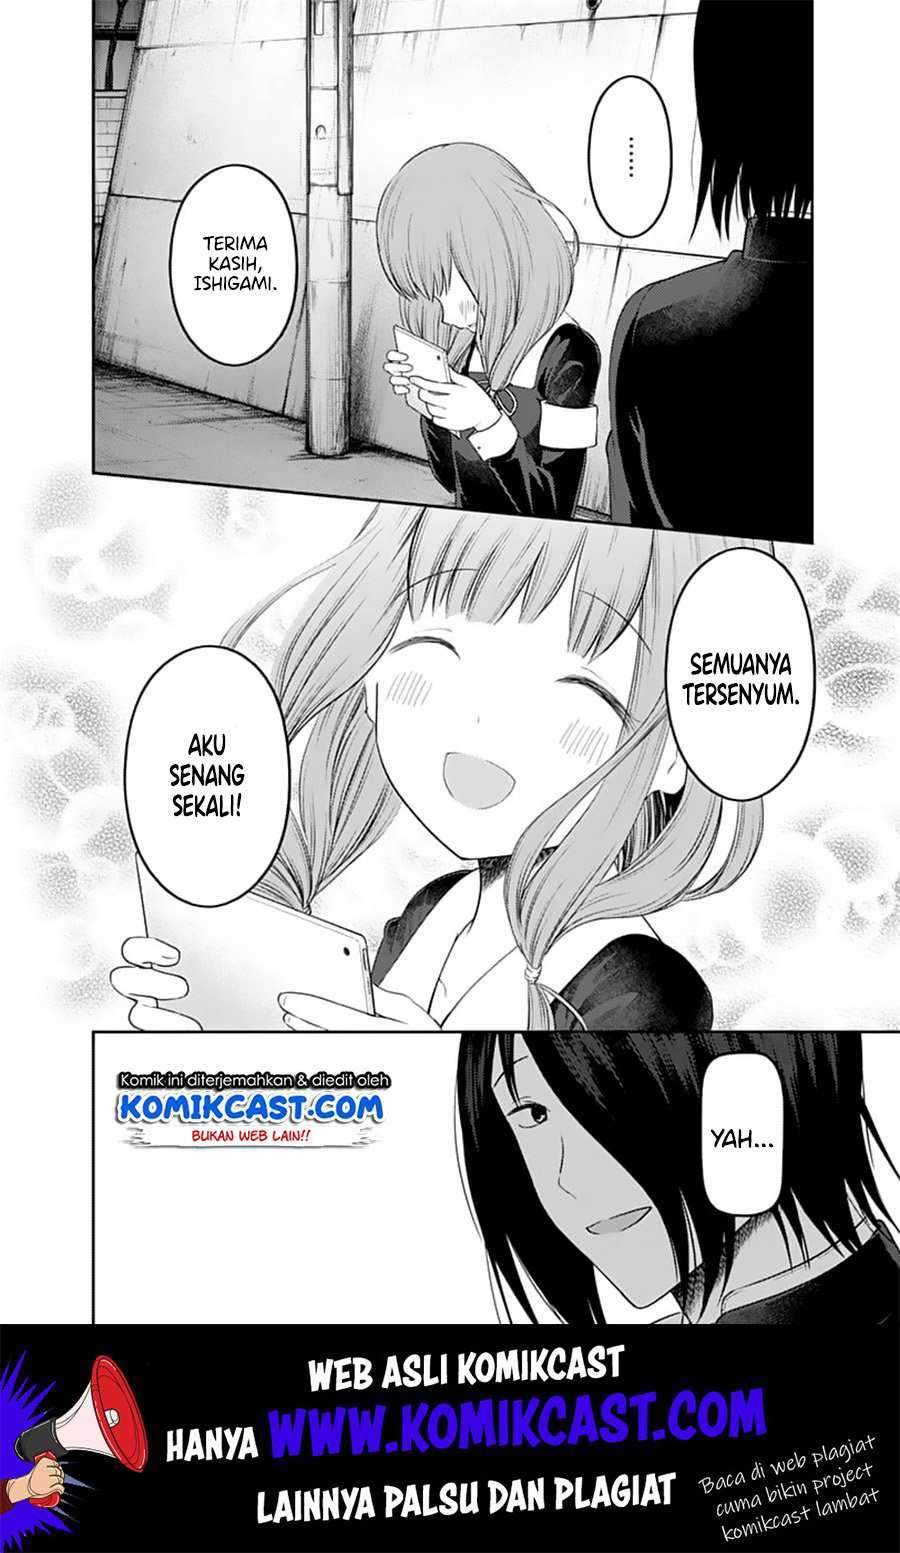 ........
TERIMA
KASIH,
ISHIGAMI.
SEMUANYA
TERSENYUM.
AKU
SENANG
SEKALI!
Komik ini diterjemahkan & diedit oleh
KOMIKCAST.COM
BUKAN WEB LAIN!!
YAH...
WEB ASLI KOMIKCAST
HANYA WWW.KOMIKCAST.COM
LAINNYA PALSU DAN PLAGIAT
Baca di web plagiat
cuma bikin project
komikcast lambat